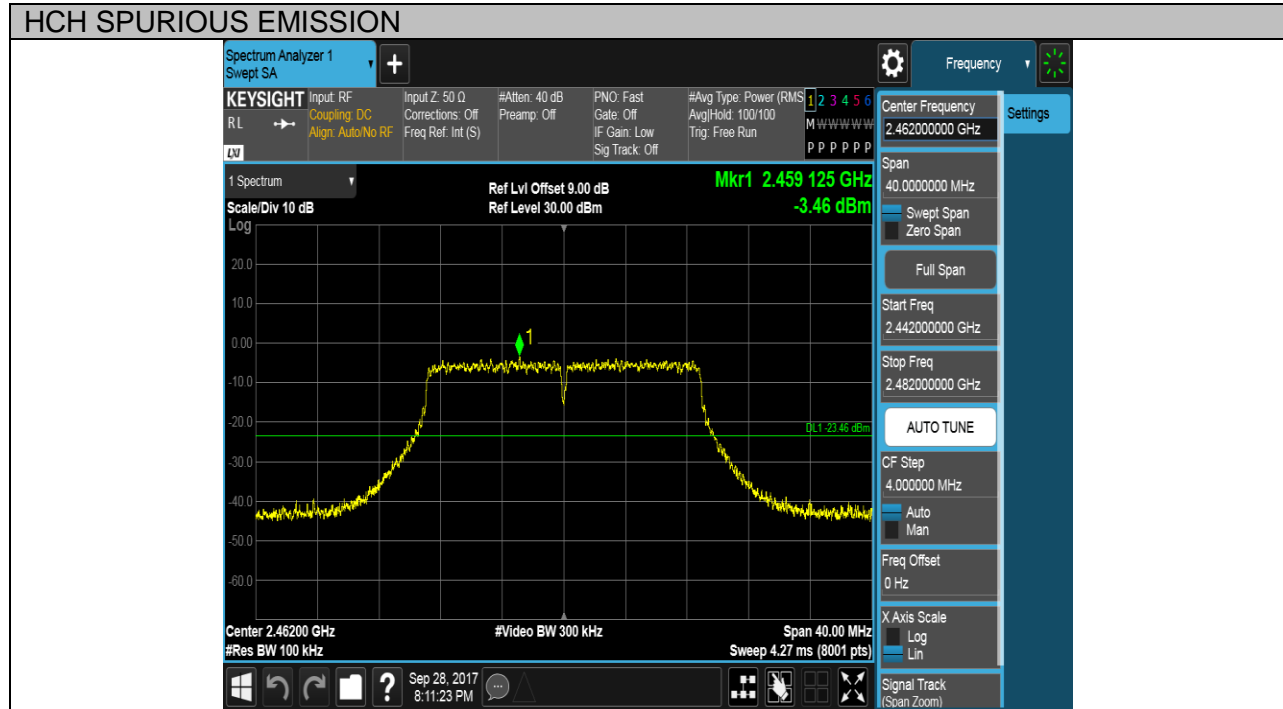 HCH SPURIOUS EMISSION
Spectrum Analyzer 1
Swept SA
+
Frequency
KEYSIGHT
RL
LXI
Input: RF
Coupling: DC
Align: Auto/No RF
Input Z: 50 Ω
Corrections: Off
Freq Ref: Int (S)
#Atten: 40 dB
Preamp: Off
PNO: Fast
Gate: Off
IF Gain: Low
Sig Track: Off
#Avg Type: Power (RMS
Avg|Hold: 100/100
Trig: Free Run
1 2 3 4 5 6
M W W W W W
P P P P P P
Center Frequency
2.462000000 GHz
Settings
1 Spectrum
Scale/Div 10 dB
Ref Lvl Offset 9.00 dB
Ref Level 30.00 dBm
Mkr1 2.459 125 GHz
-3.46 dBm
Log
20.0
10.0
0.00
-10.0
-20.0
-30.0
-40.0
-50.0
-60.0
1
DL1 -23.46 dBm
Center 2.46200 GHz
#Res BW 100 kHz
#Video BW 300 kHz
Span 40.00 MHz
Sweep 4.27 ms (8001 pts)
Span
40.0000000 MHz
Swept Span
Zero Span
Full Span
Start Freq
2.442000000 GHz
Stop Freq
2.482000000 GHz
AUTO TUNE
CF Step
4.000000 MHz
Auto
Man
Freq Offset
0 Hz
X Axis Scale
Log
Lin
Signal Track
(Span Zoom)
?
Sep 28, 2017
8:11:23 PM